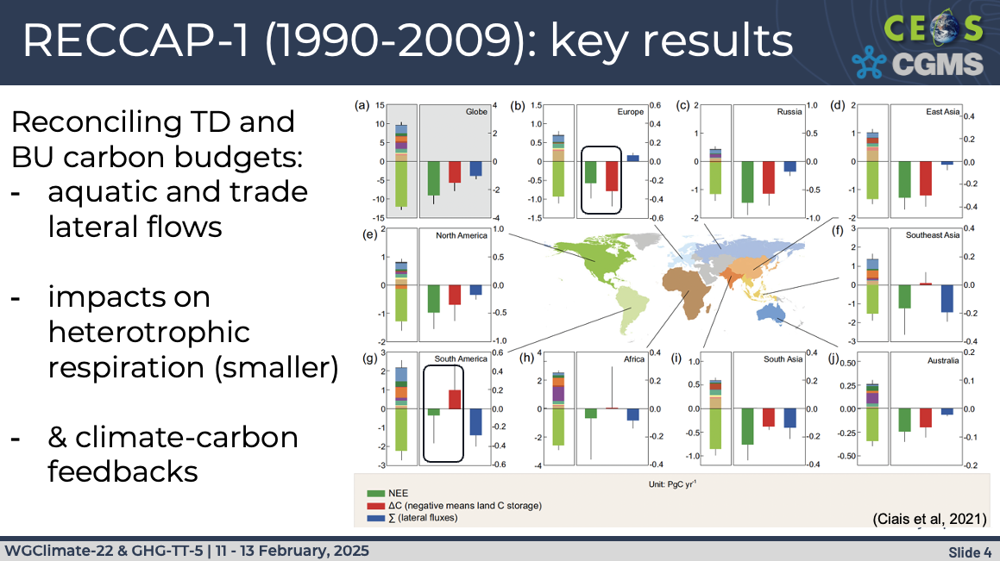 RECCAP-1 (1990-2009): key results
CEOS
CGMS
Reconciling TD and
BU carbon budgets:
- aquatic and trade
lateral flows
- impacts on
heterotrophic
respiration (smaller)
- & climate-carbon
feedbacks
(a) 15 10 5 0 -5 -10 -15 Globe 4 2 0 -2 -4
(b) 1.5 1.0 0.5 0.0 -0.5 -1.0 -1.5 Europe 0.6 0.4 0.2 0.0 -0.2 -0.4 0.6
(c) 2 1 0 -1 -2 Russia 1.0 0.5 0.0 -0.5 -1.0
(d) 2 1 0 -1 -2 East Asia 0.4 0.2 0.0 -0.2 -0.4
(e) 2 1 0 -1 -2 North America 1.0 0.5 0.0 -0.5 -1.0
(f) 3 2 1 0 -1 -2 -3 Southeast Asia 0.4 0.2 0.0 -0.2 -0.4
(g) 3 2 1 0 -1 -2 -3 South America 0.6 0.4 0.2 0.0 -0.2 -0.4 -0.6
(h) 4 2 0 -2 -4 Africa 0.4 0.2 0.0 -0.2 -0.4
(i) 1.0 0.5 0.0 -0.5 -1.0 South Asia 0.4 0.2 0.0 -0.2 -0.4
(j) 0.50 0.25 0.00 -0.25 -0.50 Australia 0.2 0.1 0.0 -0.1 -0.2
Unit: PgC yr⁻¹
NEE
ΔC (negative means land C storage)
∑ (lateral fluxes)
(Ciais et al, 2021)
WGClimate-22 & GHG-TT-5 | 11 - 13 February, 2025
Slide 4